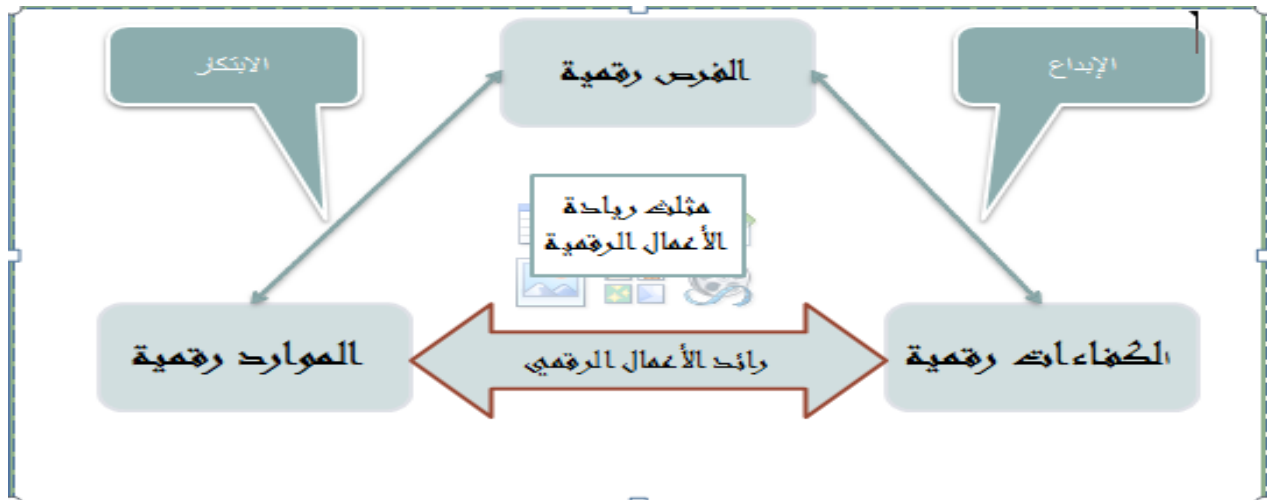 الإبداع
الفرص رقمية
الابتكار
مثلث ريادة
الأعمال الرقمية
الكفاءات رقمية
رائد الأعمال الرقمي
الموارد رقمية